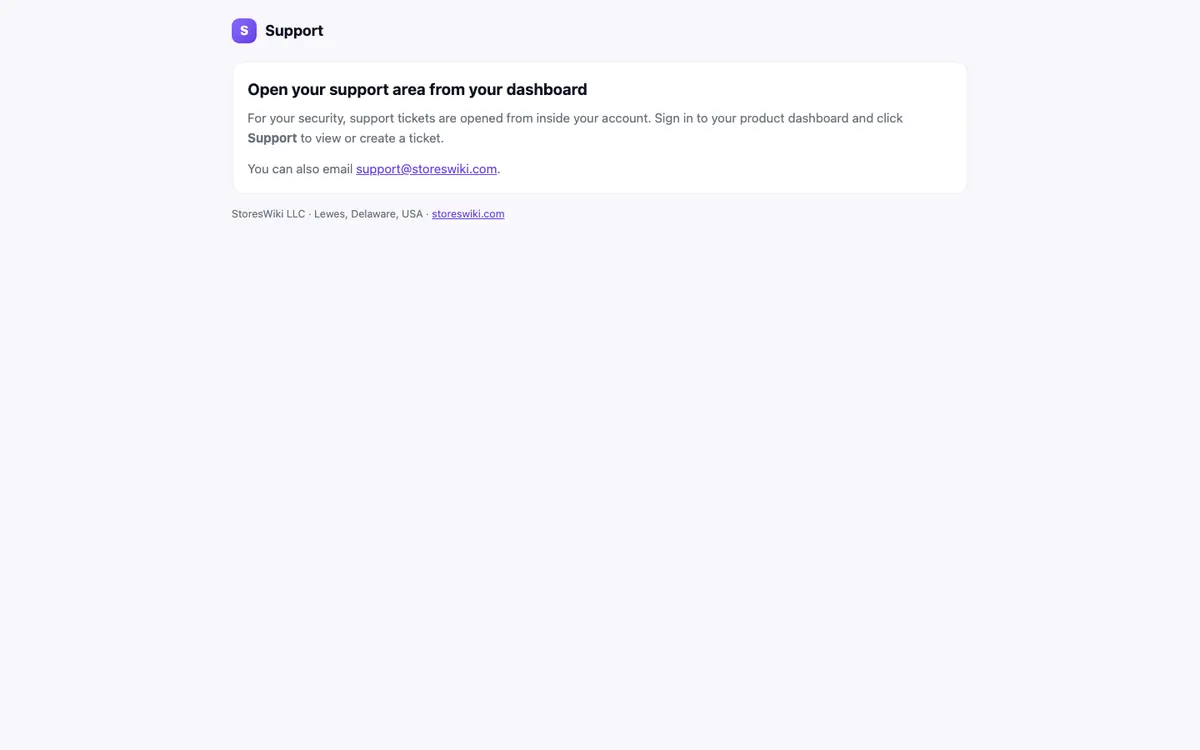 S Support
Open your support area from your dashboard
For your security, support tickets are opened from inside your account. Sign in to your product dashboard and click
Support to view or create a ticket.
You can also email support@storeswiki.com.
StoresWiki LLC · Lewes, Delaware, USA · storeswiki.com